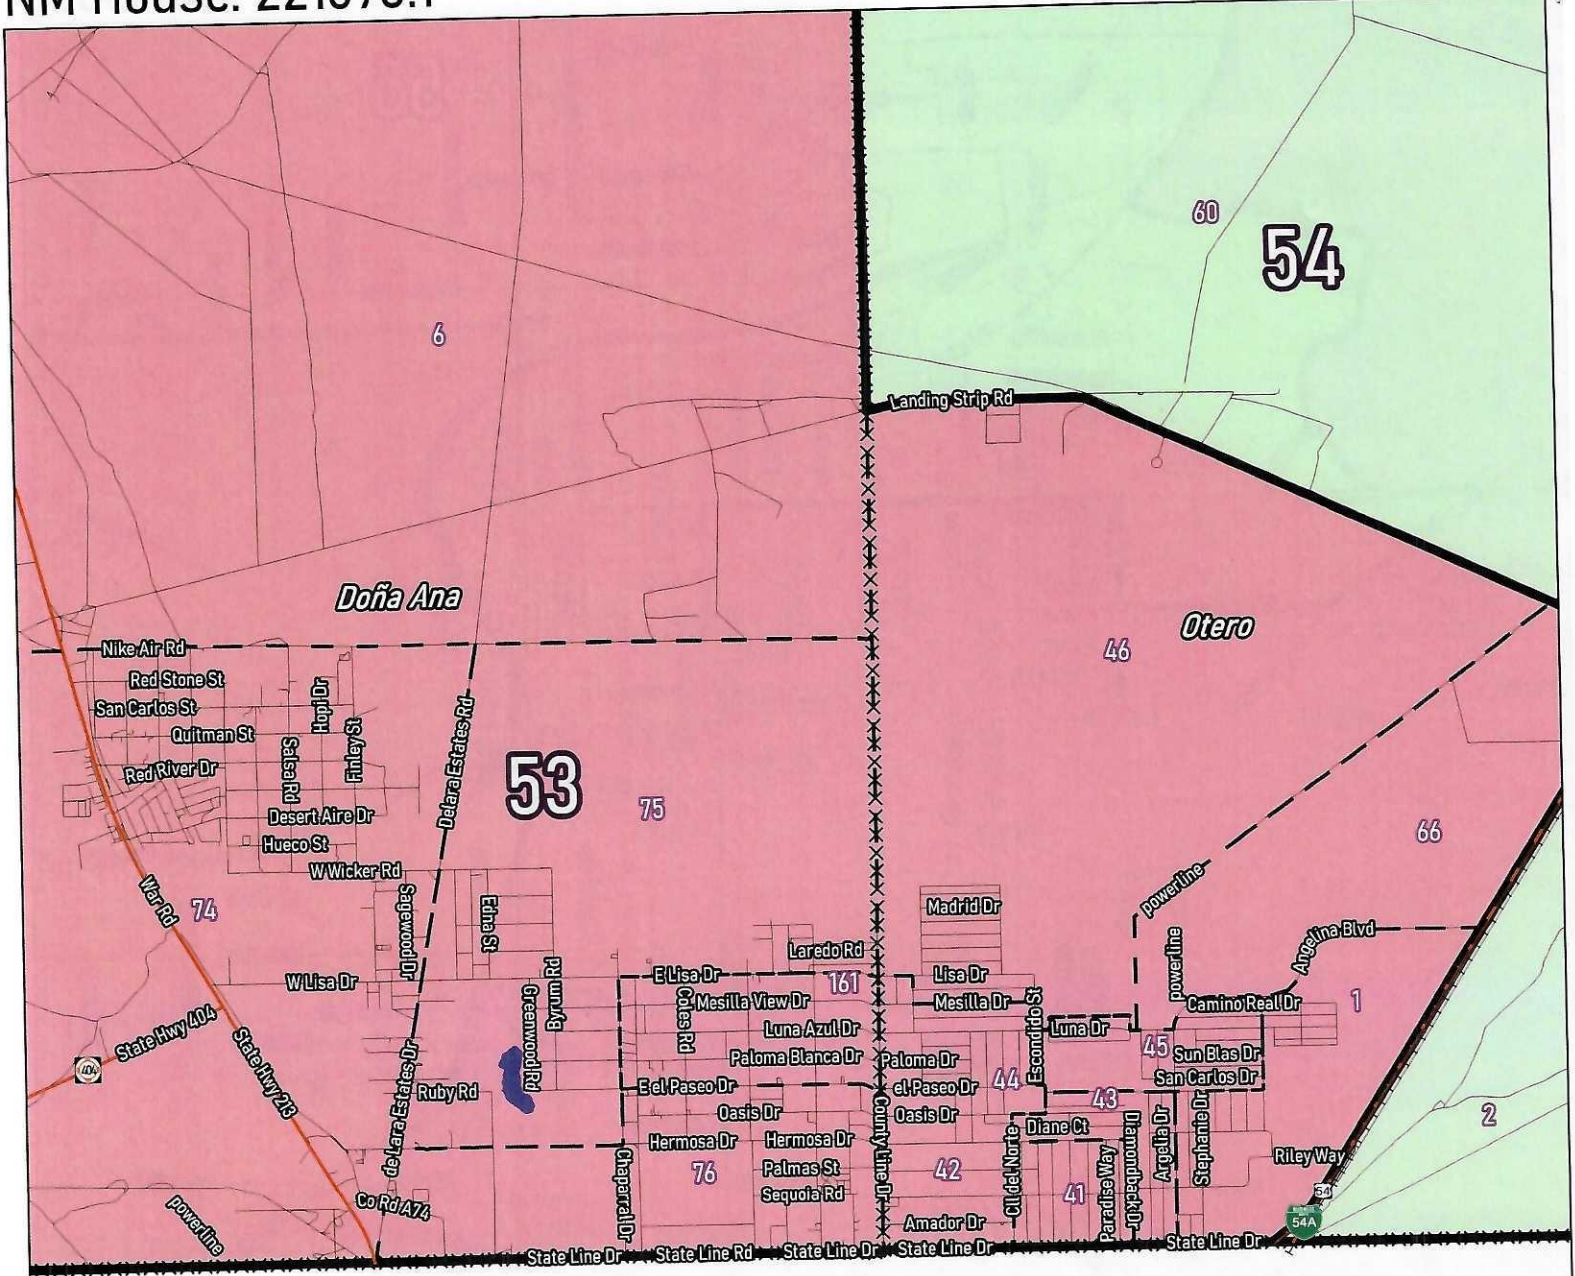 60
54
6
Landing Strip Rd
Doña Ana
Otero
46
Nike Air Rd
Red Stone St
San Carlos St
Hopi Dr
Quitman St
Finley St
Salsa Rd
Red River Dr
Delara Estates Rd
53
75
Desert Aire Dr
Hueco St
66
W Wicker Rd
War Rd
74
Sagewood Dr
Edna St
Madrid Dr
powerline
powerline
Angelina Blvd
Laredo Rd
E Lisa Dr
161
Lisa Dr
W Lisa Dr
Byrum Rd
Greenwood Rd
Cotes Rd
Mesilla View Dr
Mesilla Dr
Escondido St
Camino Real Dr
1
State Hwy 404
404
State Hwy 213
Luna Azul Dr
Luna Dr
Paloma Blanca Dr
Paloma Dr
45
Sun Blas Dr
San Carlos Dr
44
43
de Lara Estates Dr
Ruby Rd
E el Paseo Dr
el Paseo Dr
Oasis Dr
Oasis Dr
County Line Dr
Diane Ct
2
Hermosa Dr
Hermosa Dr
Chaparral Dr
76
Palmas St
Sequoia Rd
42
Cll del Norte
41
Paradise Way
Diamondback Dr
Argelia Dr
Stephanie Dr
Riley Way
54
54A
Co Rd A74
powerline
Amador Dr
State Line Dr
State Line Rd
State Line Dr
State Line Dr
State Line Dr